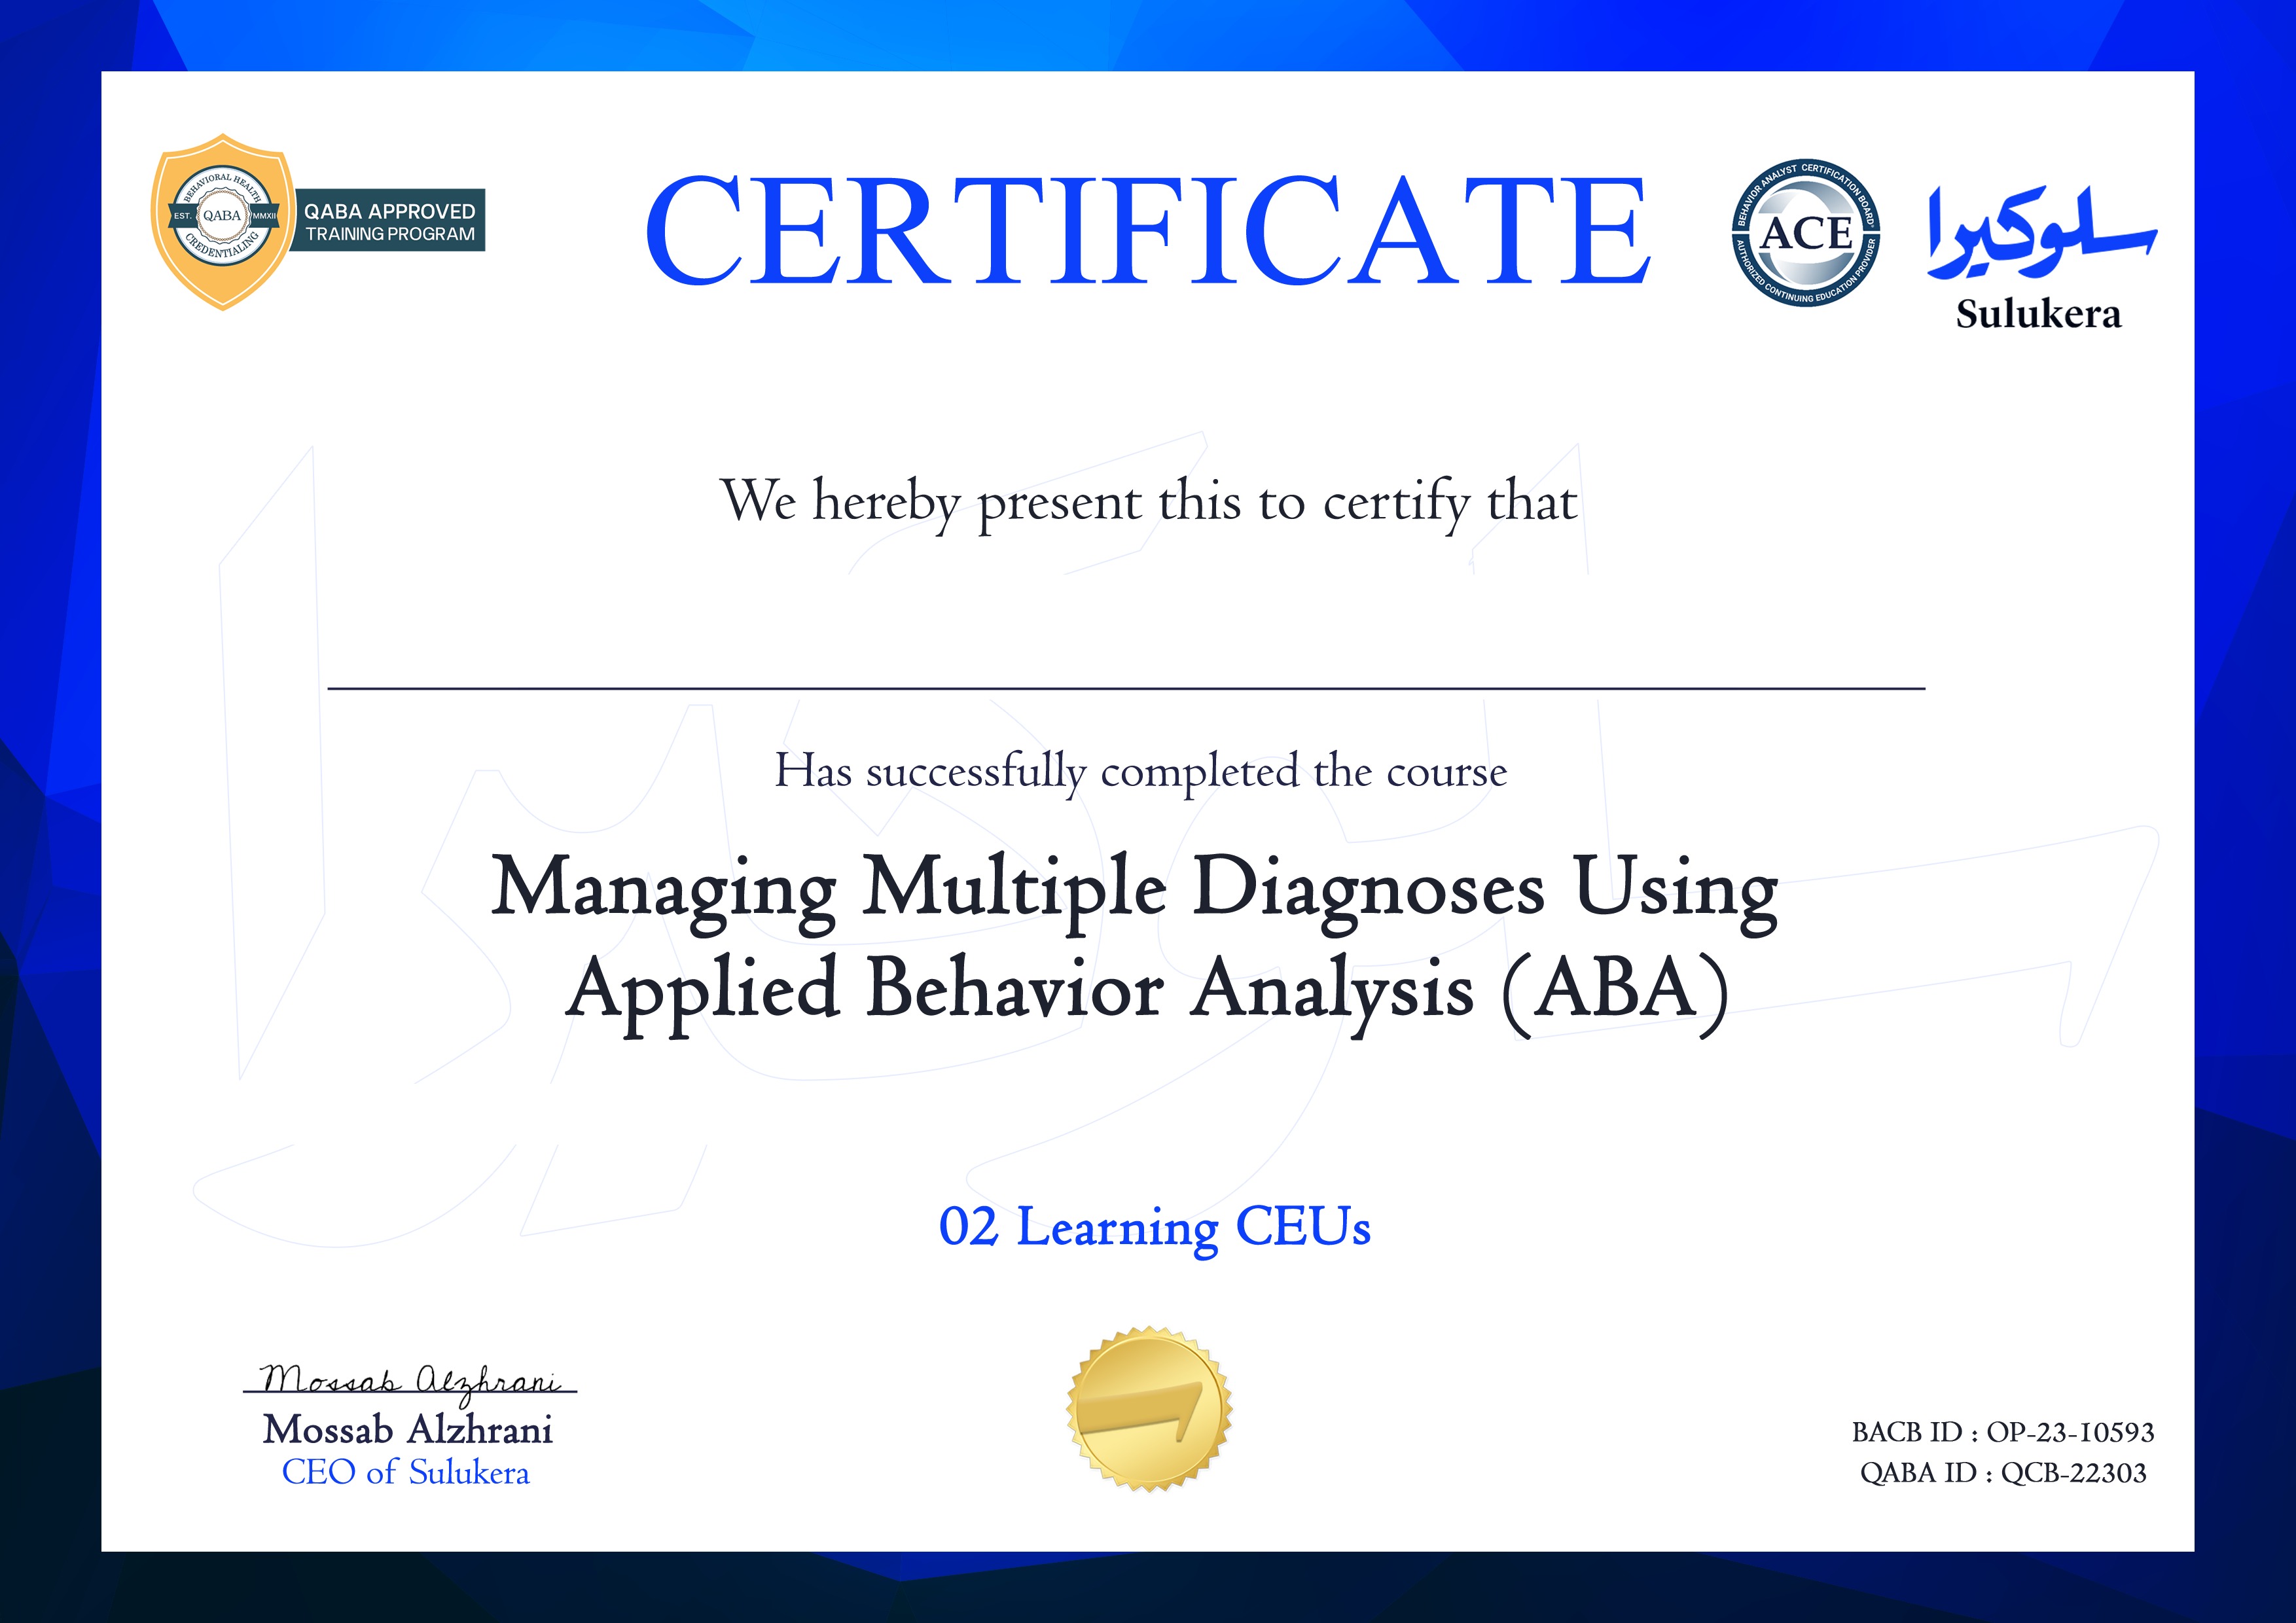 BEHAVIORAL HEALTH
EST. QABA MMXII
CREDENTIALING
QABA APPROVED
TRAINING PROGRAM
CERTIFICATE
BEHAVIOR ANALYST CERTIFICATION BOARD
ACE
AUTHORIZED CONTINUING EDUCATION PROVIDER
سلوكيرا
Sulukera
We hereby present this to certify that
Has successfully completed the course
Managing Multiple Diagnoses Using
Applied Behavior Analysis (ABA)
02 Learning CEUs
Mossab Alzhrani
Mossab Alzhrani
CEO of Sulukera
BACB ID : OP-23-10593
QABA ID : QCB-22303